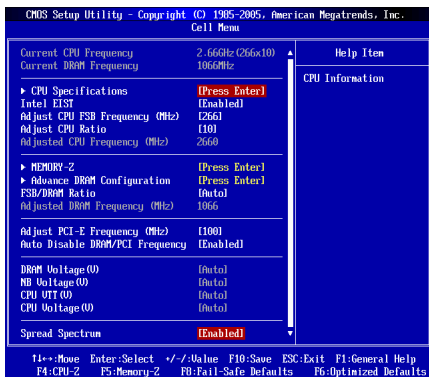 CMOS Setup Utility - Copyright (C) 1985-2005, American Megatrends, Inc.
Cell Menu
Current CPU Frequency 2.66GHz(266x10)
Current DRAM Frequency 1066MHz
▶ CPU Specifications [Press Enter]
Intel EIST [Enabled]
Adjust CPU FSB Frequency (MHz) [266]
Adjust CPU Ratio [10]
Adjusted CPU Frequency (MHz) 2660
▶ MEMORY-Z [Press Enter]
▶ Advance DRAM Configuration [Press Enter]
FSB/DRAM Ratio [Auto]
Adjusted DRAM Frequency (MHz) 1066
Adjust PCI-E Frequency (MHz) [100]
Auto Disable DRAM/PCI Frequency [Enabled]
DRAM Voltage(V) [Auto]
NB Voltage(V) [Auto]
CPU VTT(V) [Auto]
CPU Voltage(V) [Auto]
Spread Spectrum [Enabled]
Help Item
CPU Information
↑↓←→:Move Enter:Select +/-/:Value F10:Save ESC:Exit F1:General Help
F4:CPU-Z F5:Memory-Z F8:Fail-Safe Defaults F6:Optimized Defaults